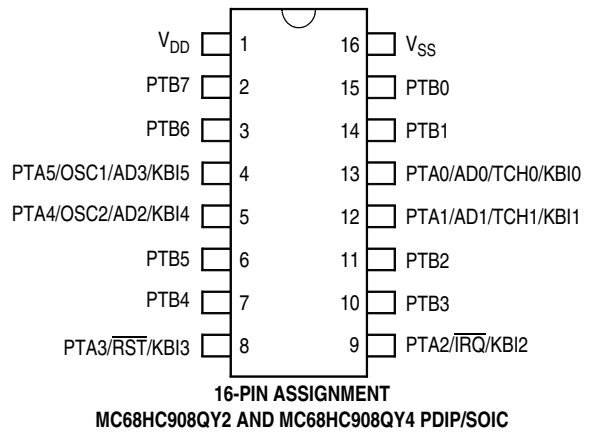 V_DD 1 16 V_SS
PTB7 2 15 PTB0
PTB6 3 14 PTB1
PTA5/OSC1/AD3/KBI5 4 13 PTA0/AD0/TCH0/KBI0
PTA4/OSC2/AD2/KBI4 5 12 PTA1/AD1/TCH1/KBI1
PTB5 6 11 PTB2
PTB4 7 10 PTB3
PTA3/R̅S̅T̅/KBI3 8 9 PTA2/I̅R̅Q̅/KBI2
16-PIN ASSIGNMENT
MC68HC908QY2 AND MC68HC908QY4 PDIP/SOIC